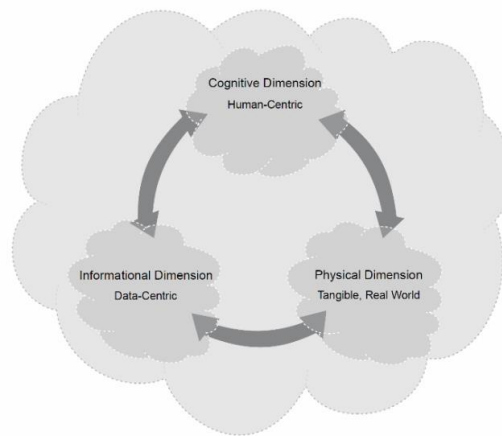 Cognitive Dimension
Human-Centric
Informational Dimension
Data-Centric
Physical Dimension
Tangible, Real World